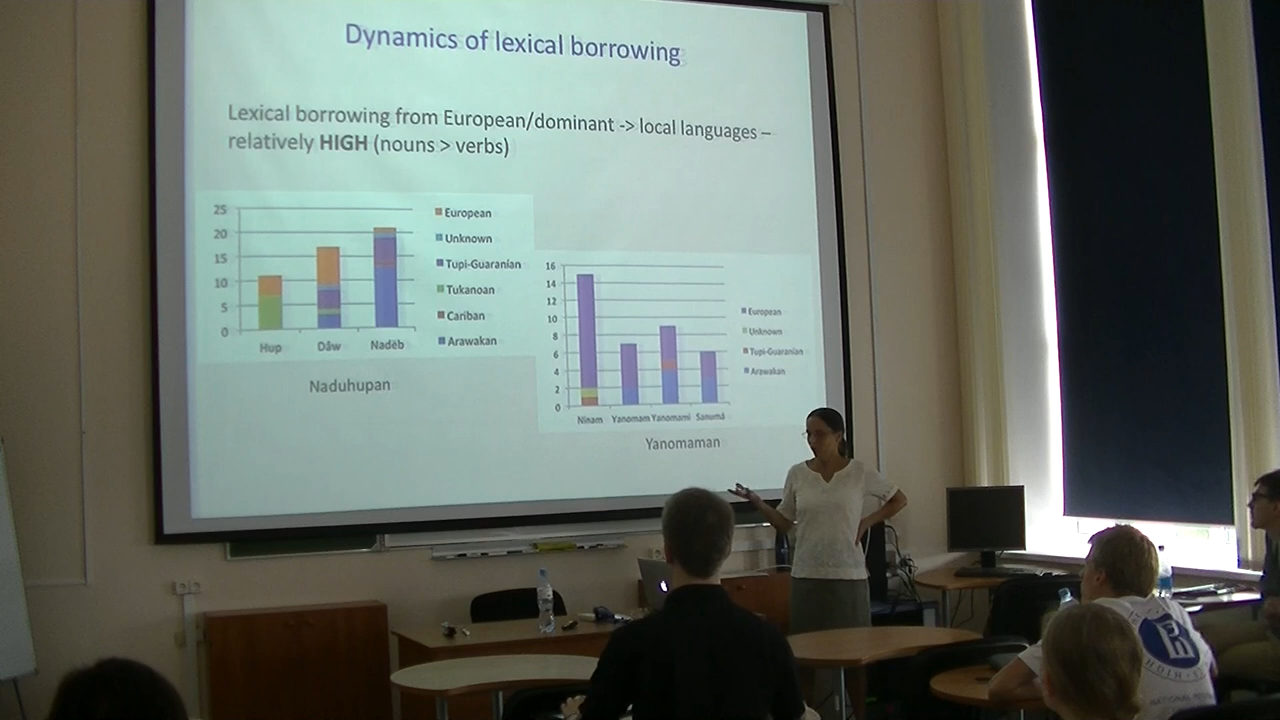 Dynamics of lexical borrowing
Lexical borrowing from European/dominant -> local languages –
relatively HIGH (nouns > verbs)
25
20
15
10
5
0
Hup Dâw Nadëb
European
Unknown
Tupi-Guaranian
Tukanoan
Cariban
Arawakan
Naduhupan
16
14
12
10
8
6
4
2
0
Ninam Yanomam Yanomami Sanumá
European
Unknown
Tupi-Guaranian
Arawakan
Yanomaman